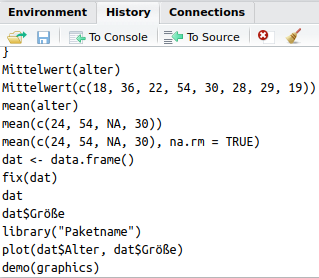 Environment History Connections
To Console To Source
}
Mittelwert(alter)
Mittelwert(c(18, 36, 22, 54, 30, 28, 29, 19))
mean(alter)
mean(c(24, 54, NA, 30))
mean(c(24, 54, NA, 30), na.rm = TRUE)
dat <- data.frame()
fix(dat)
dat
dat$Größe
library("Paketname")
plot(dat$Alter, dat$Größe)
demo(graphics)